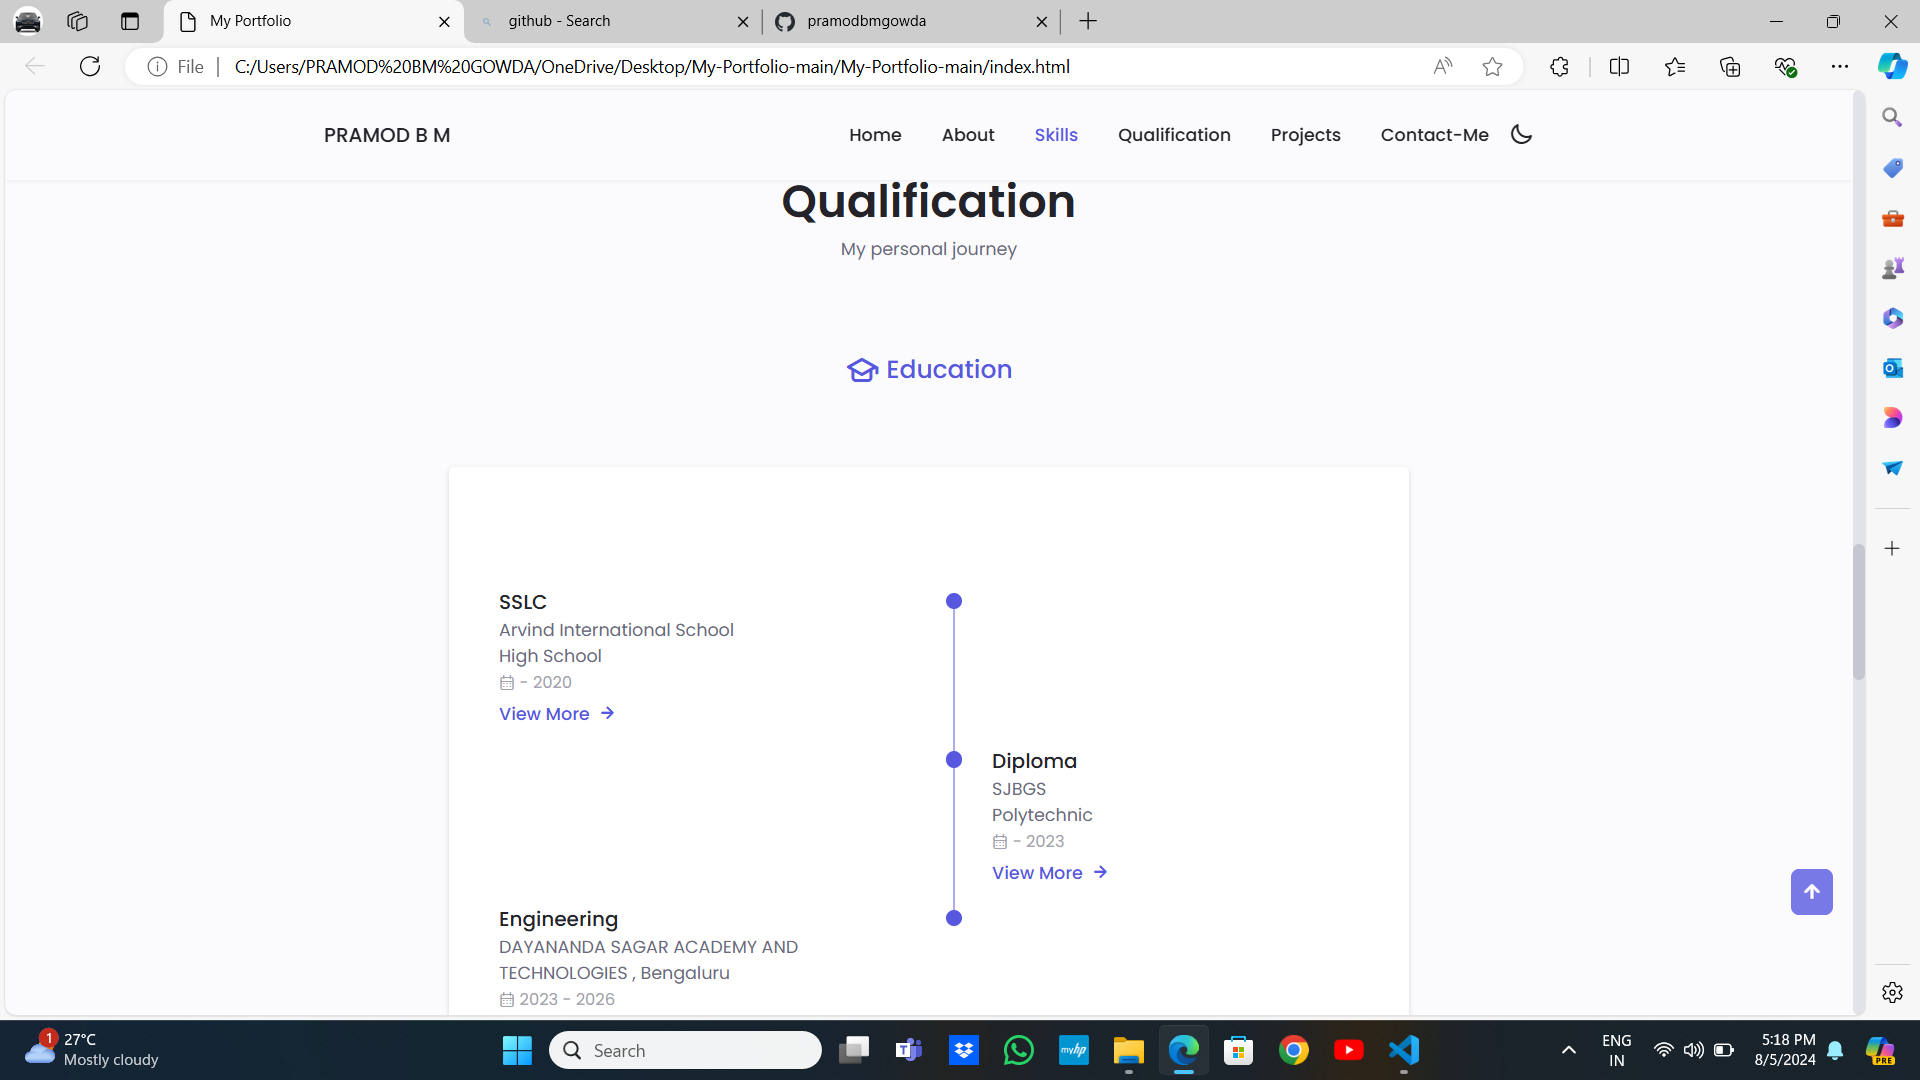 My Portfolio
github - Search
pramodbmgowda
File
C:/Users/PRAMOD%20BM%20GOWDA/OneDrive/Desktop/My-Portfolio-main/My-Portfolio-main/index.html
PRAMOD B M
Home
About
Skills
Qualification
Projects
Contact-Me
Qualification
My personal journey
Education
SSLC
Arvind International School
High School
- 2020
View More
Diploma
SJBGS
Polytechnic
- 2023
View More
Engineering
DAYANANDA SAGAR ACADEMY AND
TECHNOLOGIES , Bengaluru
2023 - 2026
1
27°C
Mostly cloudy
Search
myhp
ENG
IN
5:18 PM
8/5/2024
PRE